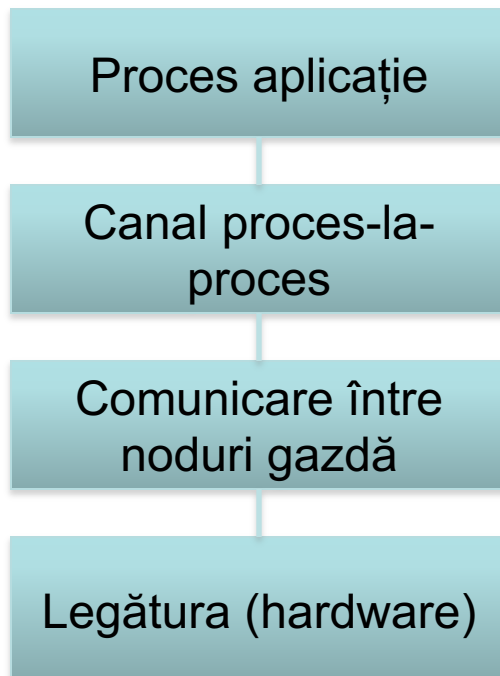 Proces aplicație
Canal proces-la-
proces
Comunicare între
noduri gazdă
Legătura (hardware)